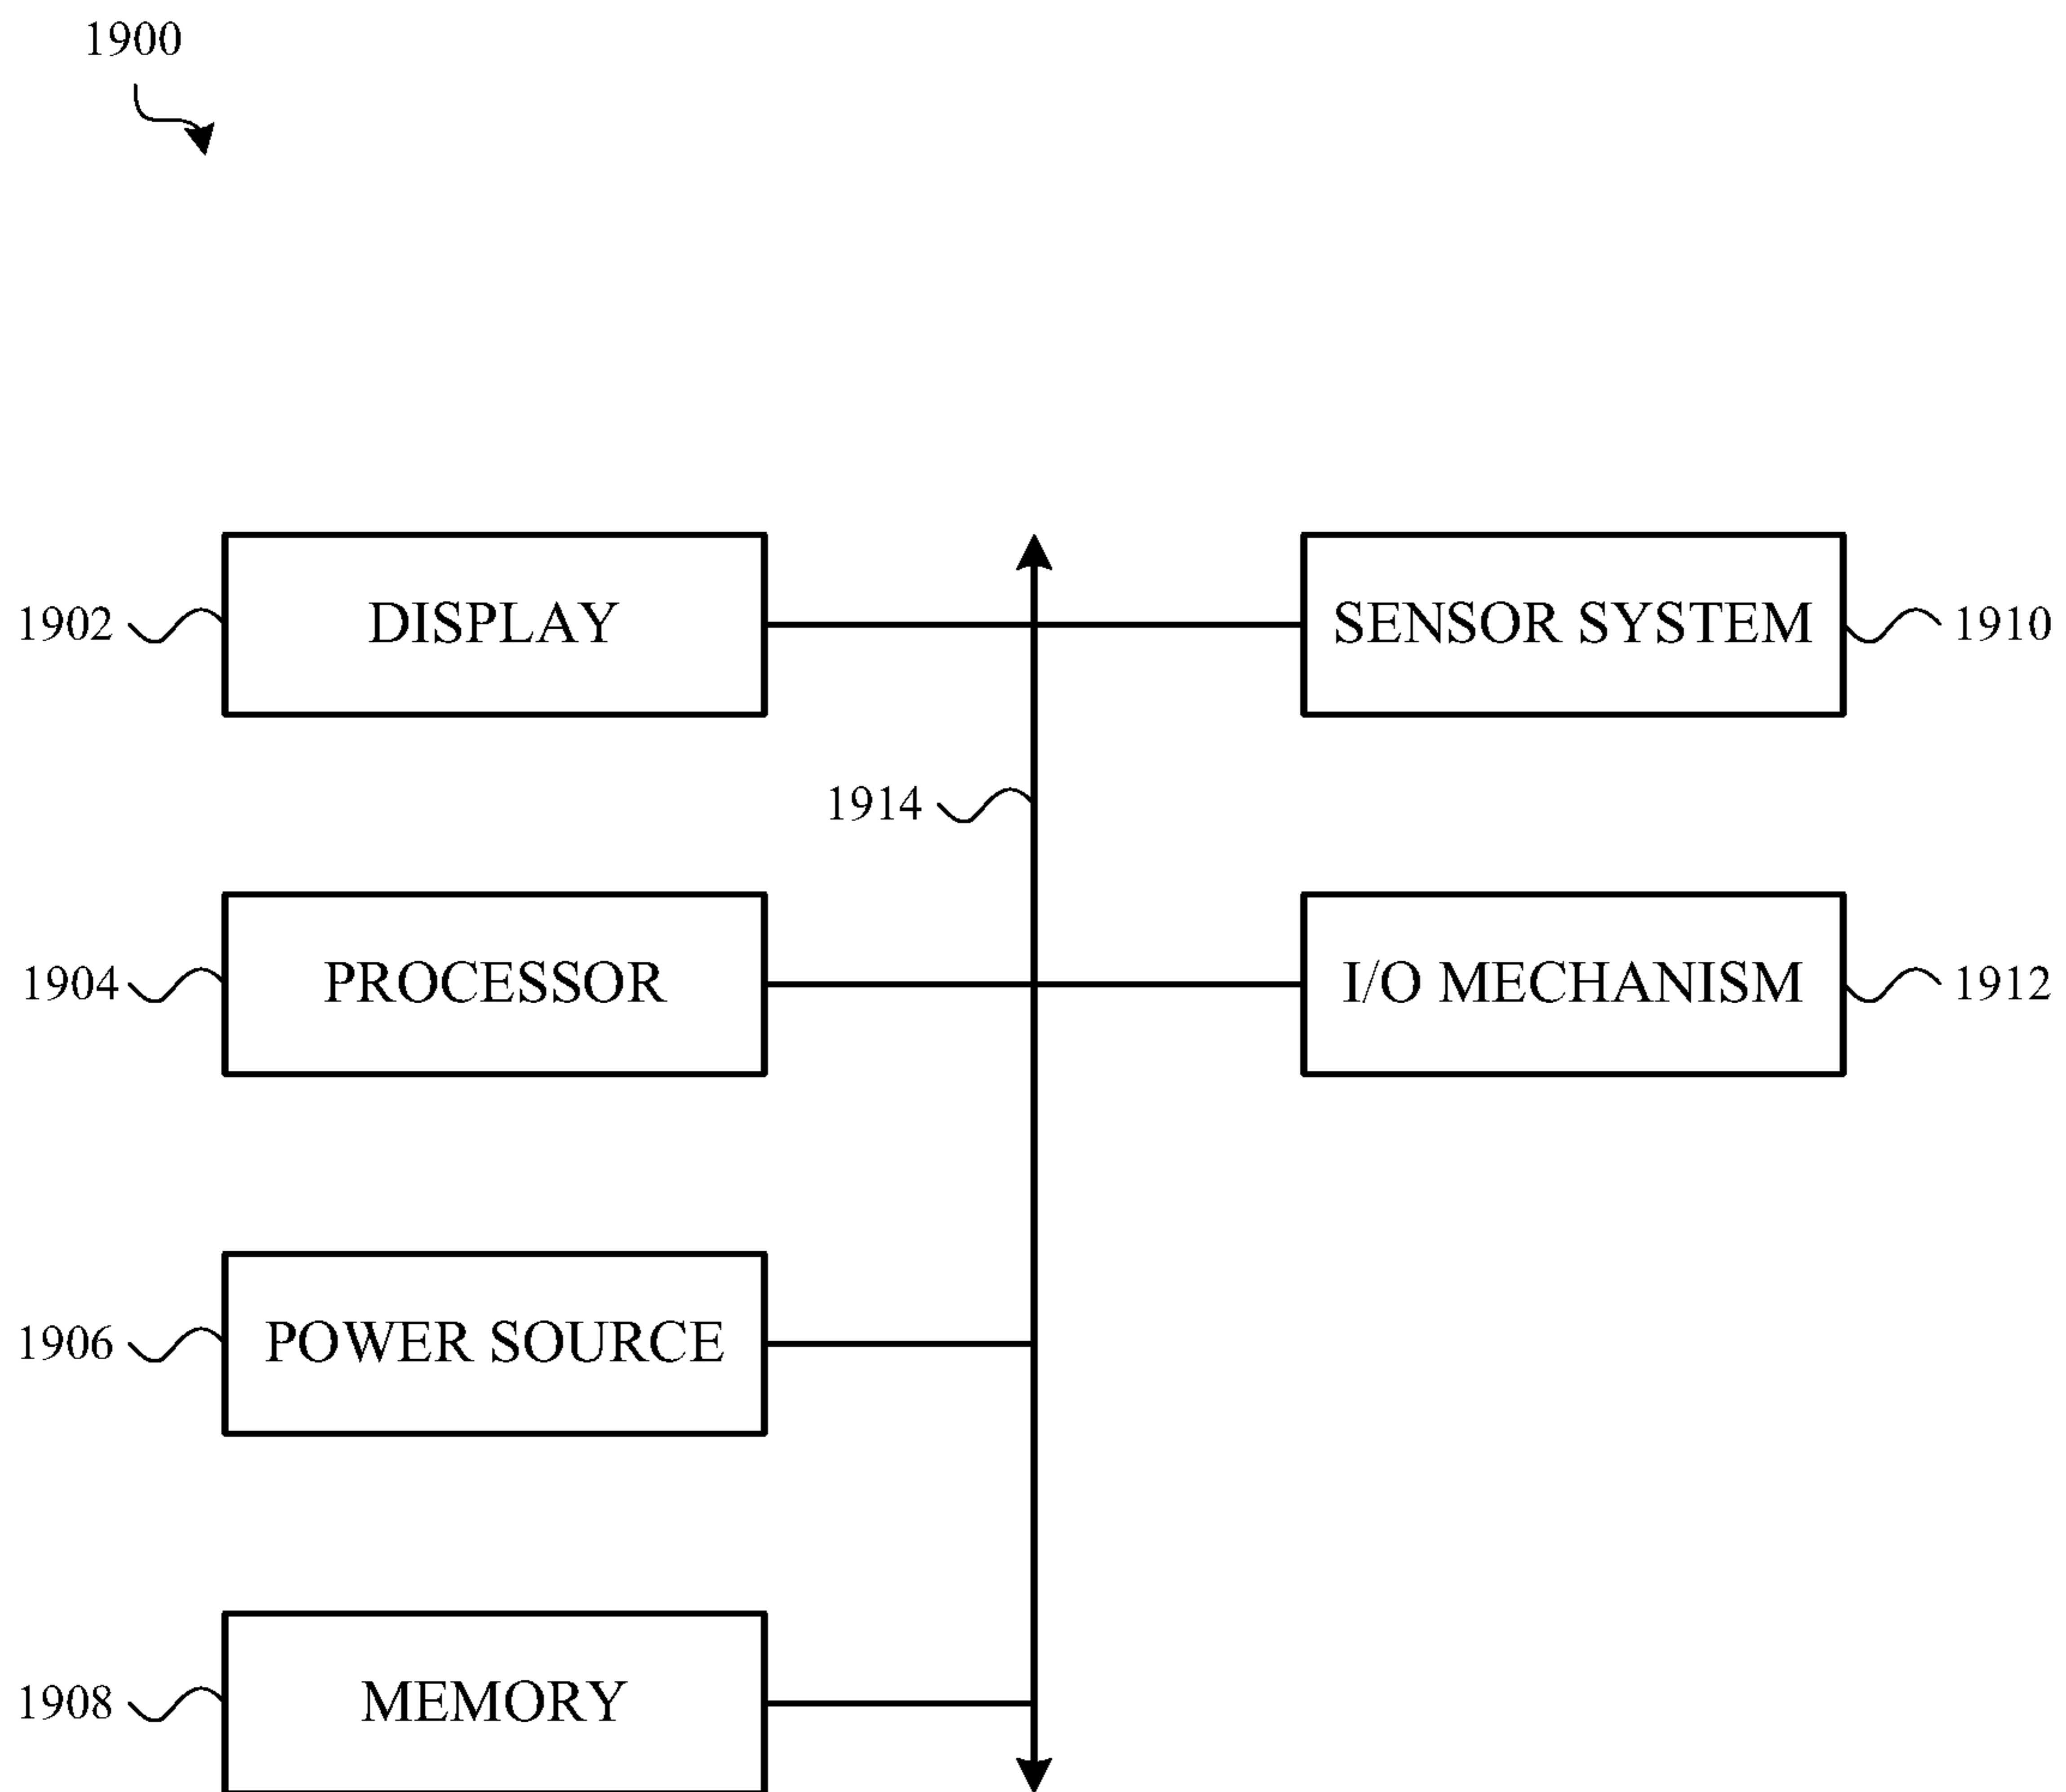 1900
1902 DISPLAY SENSOR SYSTEM 1910
1914
1904 PROCESSOR I/O MECHANISM 1912
1906 POWER SOURCE
1908 MEMORY